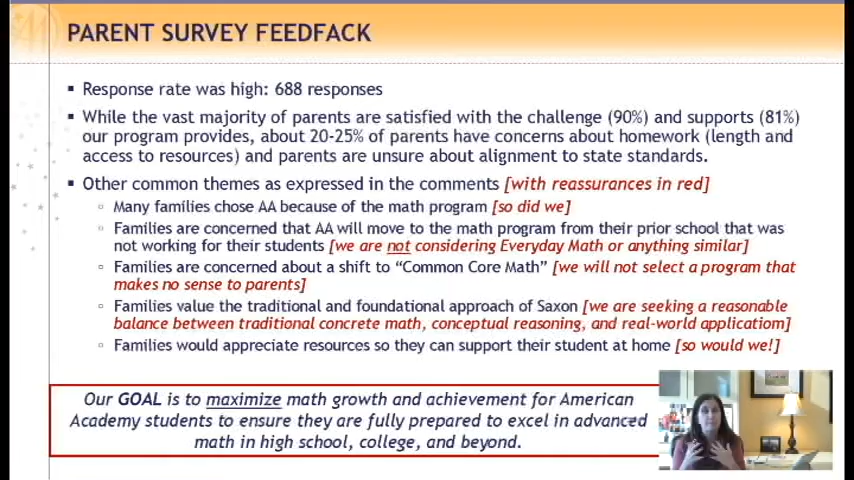 PARENT SURVEY FEEDFACK
▪ Response rate was high: 688 responses
▪ While the vast majority of parents are satisfied with the challenge (90%) and supports (81%)
our program provides, about 20-25% of parents have concerns about homework (length and
access to resources) and parents are unsure about alignment to state standards.
▪ Other common themes as expressed in the comments [with reassurances in red]
▫ Many families chose AA because of the math program [so did we]
▫ Families are concerned that AA will move to the math program from their prior school that was
not working for their students [we are not considering Everyday Math or anything similar]
▫ Families are concerned about a shift to “Common Core Math” [we will not select a program that
makes no sense to parents]
▫ Families value the traditional and foundational approach of Saxon [we are seeking a reasonable
balance between traditional concrete math, conceptual reasoning, and real-world applicatiom]
▫ Families would appreciate resources so they can support their student at home [so would we!]
Our GOAL is to maximize math growth and achievement for American
Academy students to ensure they are fully prepared to excel in advanced
math in high school, college, and beyond.